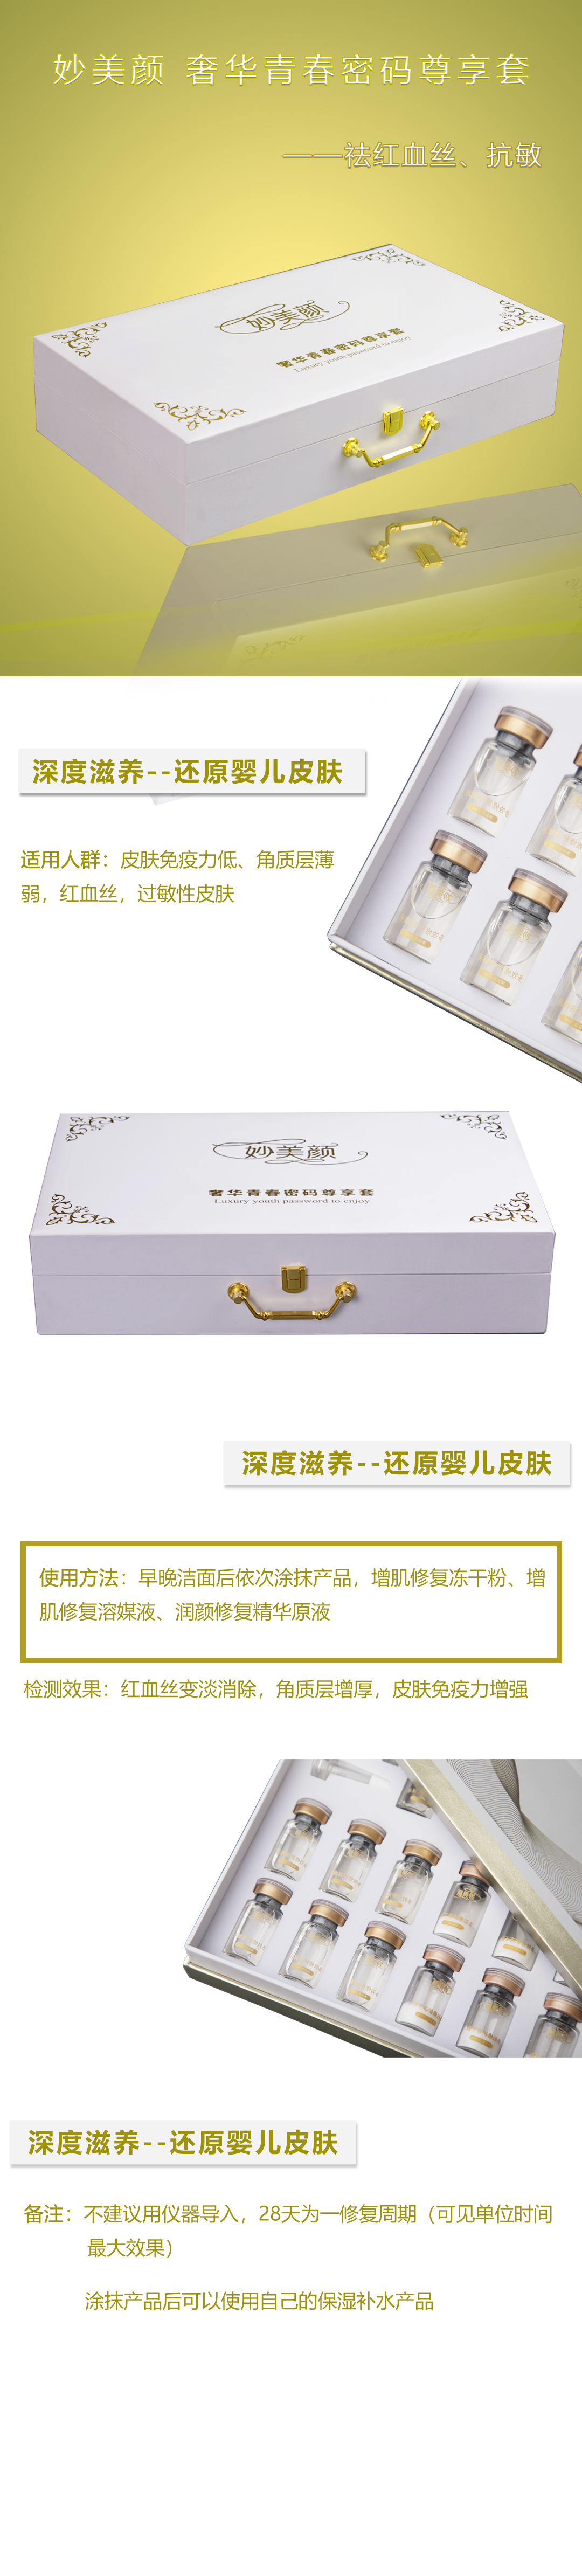 妙美颜 奢华青春密码尊享套
——祛红血丝、抗敏
妙美颜
奢华青春密码尊享套
Luxury youth password to enjoy
深度滋养--还原婴儿皮肤
适用人群：皮肤免疫力低、角质层薄
弱，红血丝，过敏性皮肤
妙美颜
奢华青春密码尊享套
Luxury youth password to enjoy
深度滋养--还原婴儿皮肤
使用方法：早晚洁面后依次涂抹产品，增肌修复冻干粉、增
肌修复溶媒液、润颜修复精华原液
检测效果：红血丝变淡消除，角质层增厚，皮肤免疫力增强
深度滋养--还原婴儿皮肤
备注：不建议用仪器导入，28天为一修复周期（可见单位时间
最大效果）
涂抹产品后可以使用自己的保湿补水产品